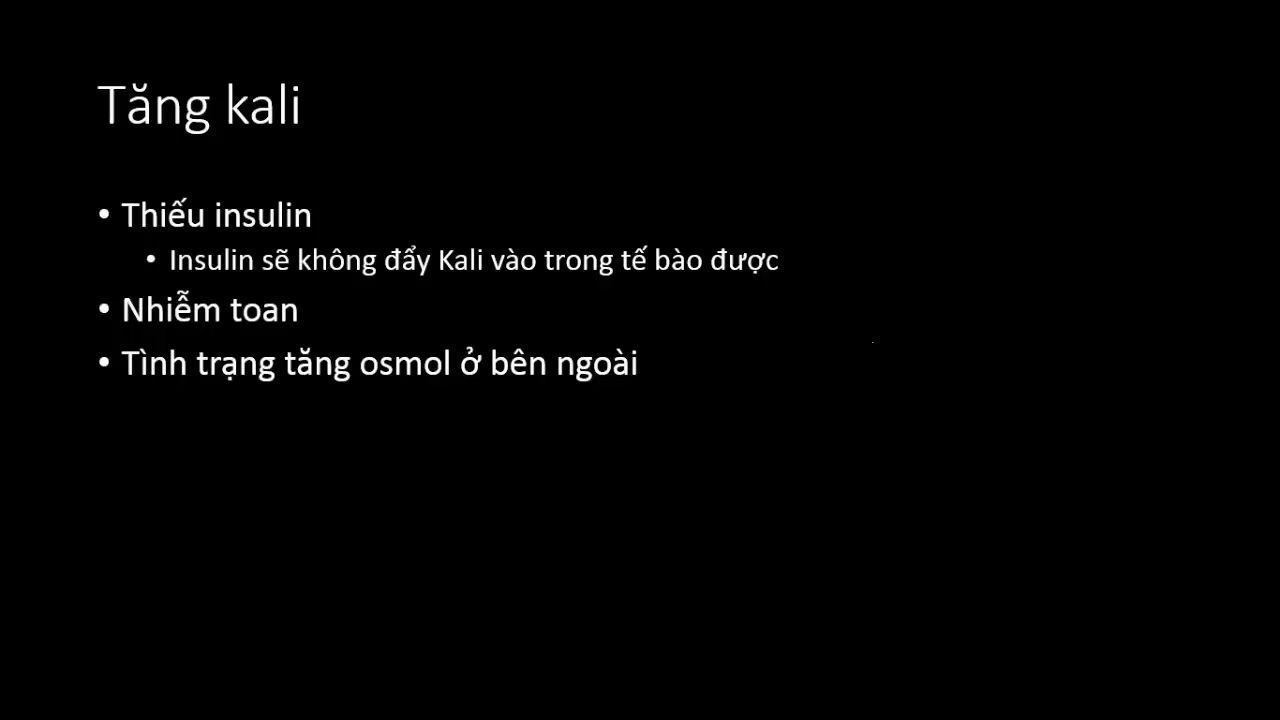 Tăng kali
• Thiếu insulin
• Insulin sẽ không đẩy Kali vào trong tế bào được
• Nhiễm toan
• Tình trạng tăng osmol ở bên ngoài